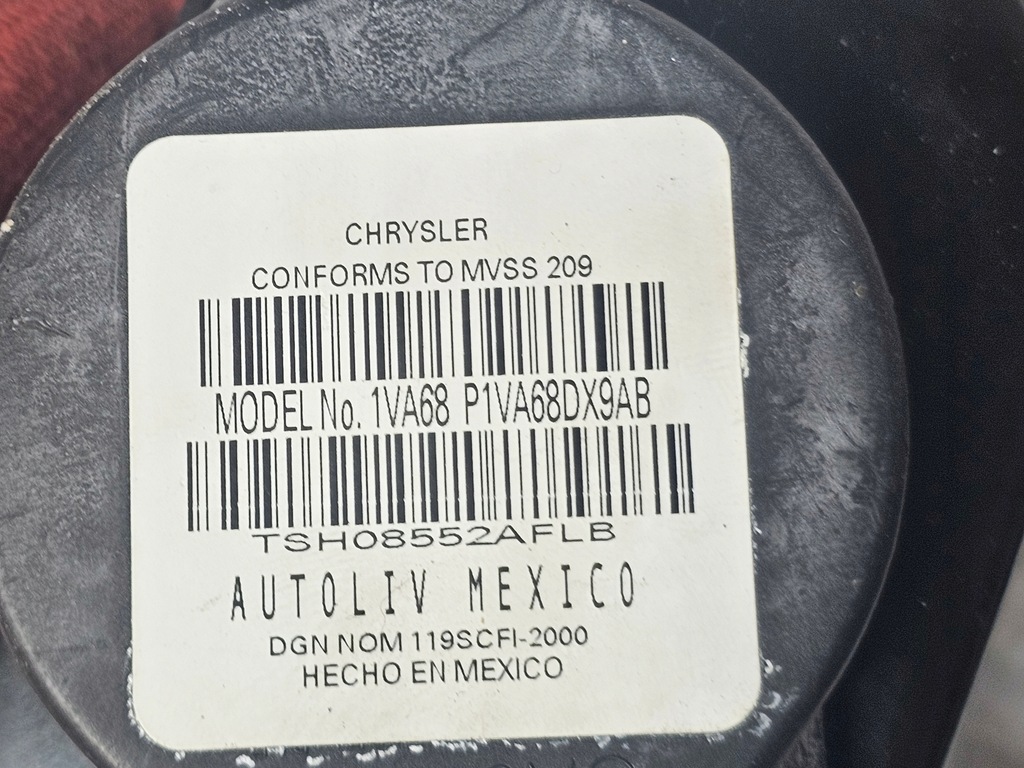 CHRYSLER
CONFORMS TO MVSS 209
MODEL No. 1VA68 P1VA68DX9AB
TSH08552AFLB
AUTOLIV MEXICO
DGN NOM 119SCFI-2000
HECHO EN MEXICO